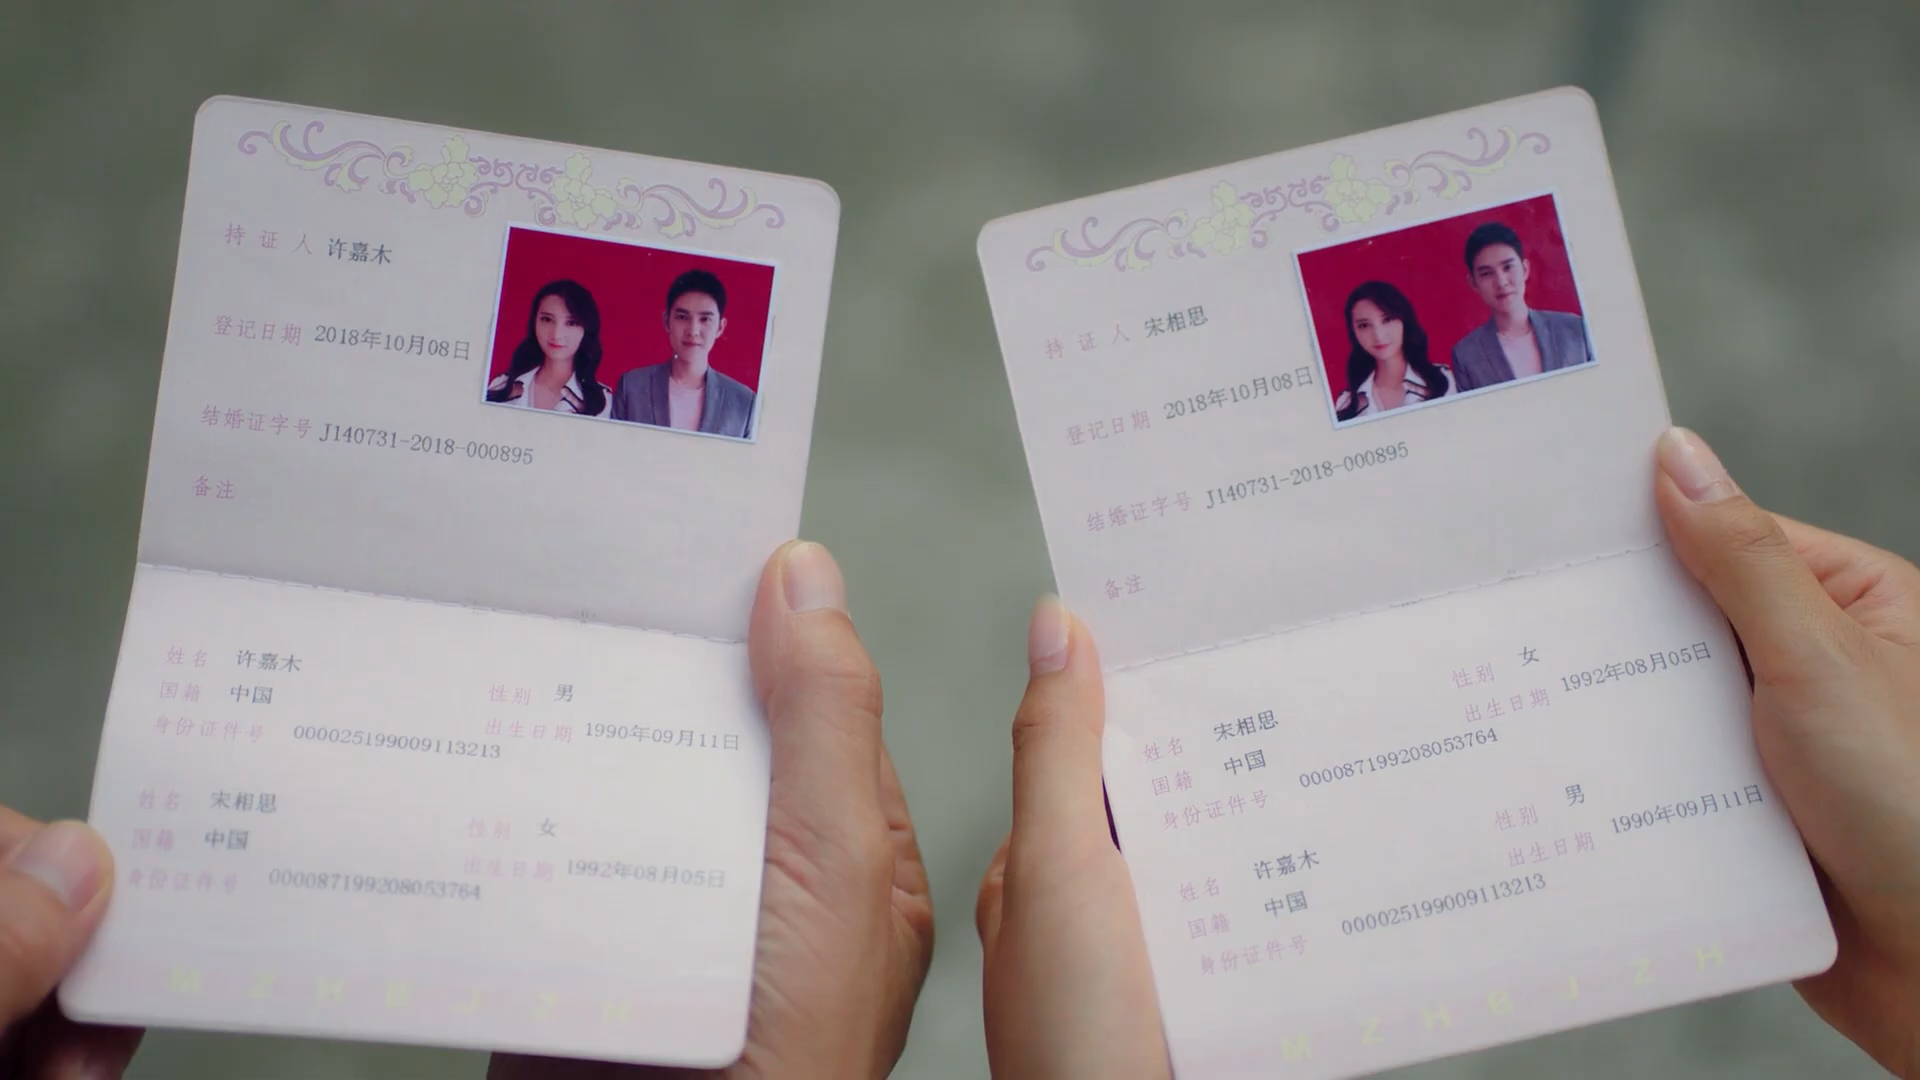 持证人 许嘉木
登记日期 2018年10月08日
结婚证字号 J140731-2018-000895
备注
姓名 许嘉木
国籍 中国 性别 男
身份证件号 000025199009113213 出生日期 1990年09月11日
姓名 宋相思
国籍 中国 性别 女
身份证件号 000087199208053764 出生日期 1992年08月05日
M Z H B J Z H
持证人 宋相思
登记日期 2018年10月08日
结婚证字号 J140731-2018-000895
备注
姓名 宋相思 性别 女
国籍 中国 出生日期 1992年08月05日
身份证件号 000087199208053764
姓名 许嘉木 性别 男
国籍 中国 出生日期 1990年09月11日
身份证件号 000025199009113213
M Z H B J Z H